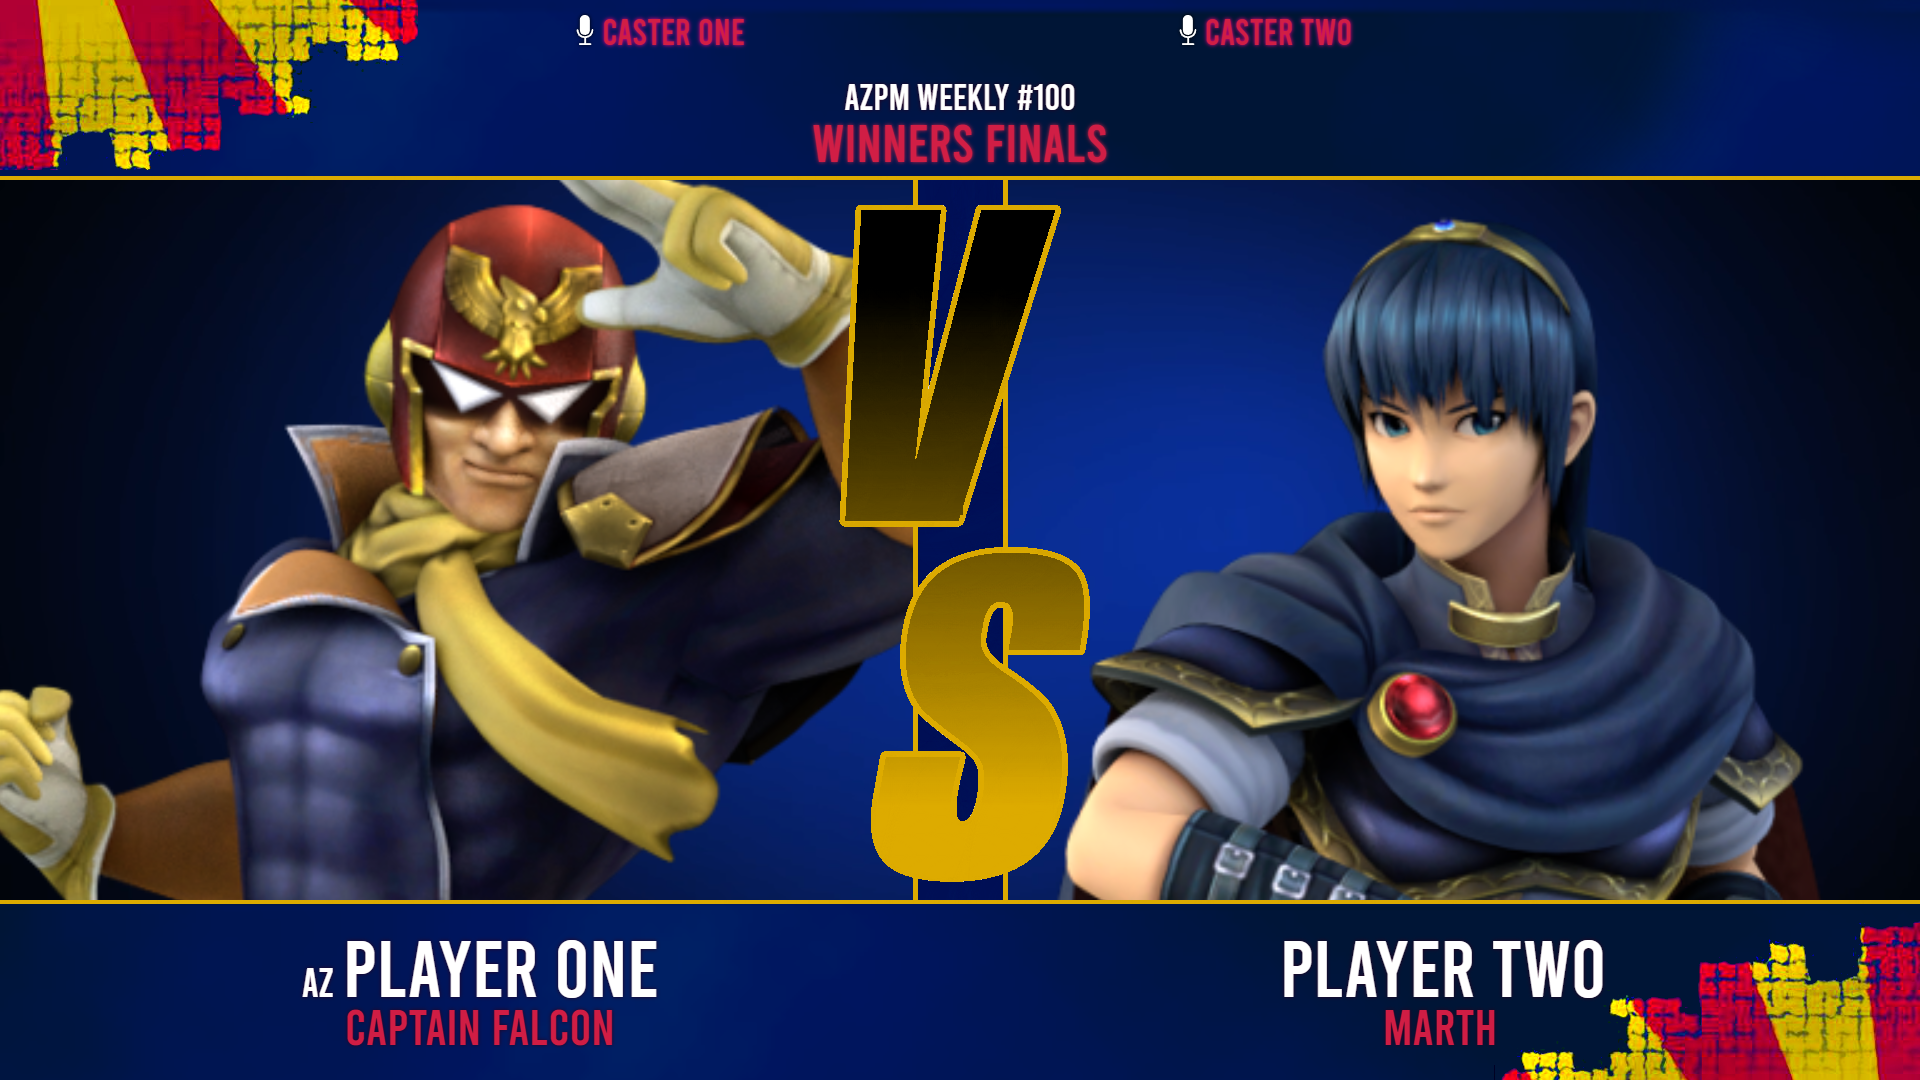 CASTER ONE
CASTER TWO
AZPM WEEKLY #100
WINNERS FINALS
VS
AZ PLAYER ONE
CAPTAIN FALCON
PLAYER TWO
MARTH